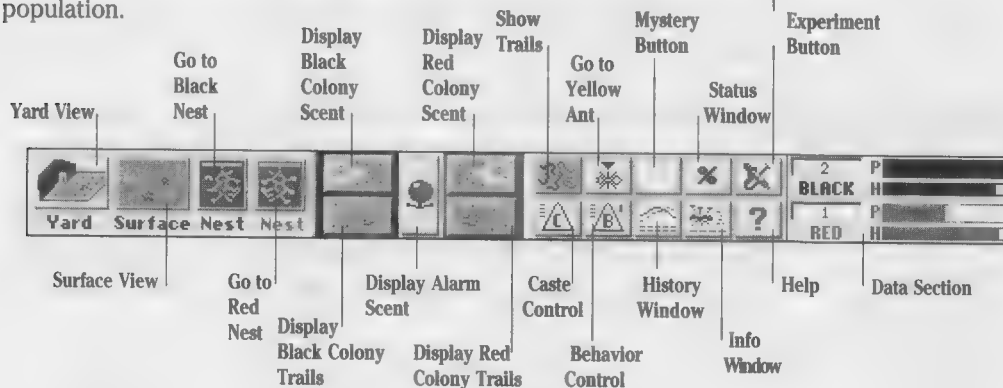 population.
Yard View
Go to
Black
Nest
Display
Black
Colony
Scent
Display
Red
Colony
Scent
Show
Trails
Go to
Yellow
Ant
Mystery
Button
Status
Window
Experiment
Button
Yard Surface Nest Nest
% 
C B ?
2
BLACK
P
H
1
RED
P
H
Surface View
Go to
Red
Nest
Display
Black Colony
Trails
Display Alarm
Scent
Display Red
Colony Trails
Caste
Control
Behavior
Control
History
Window
Info
Window
Help
Data Section